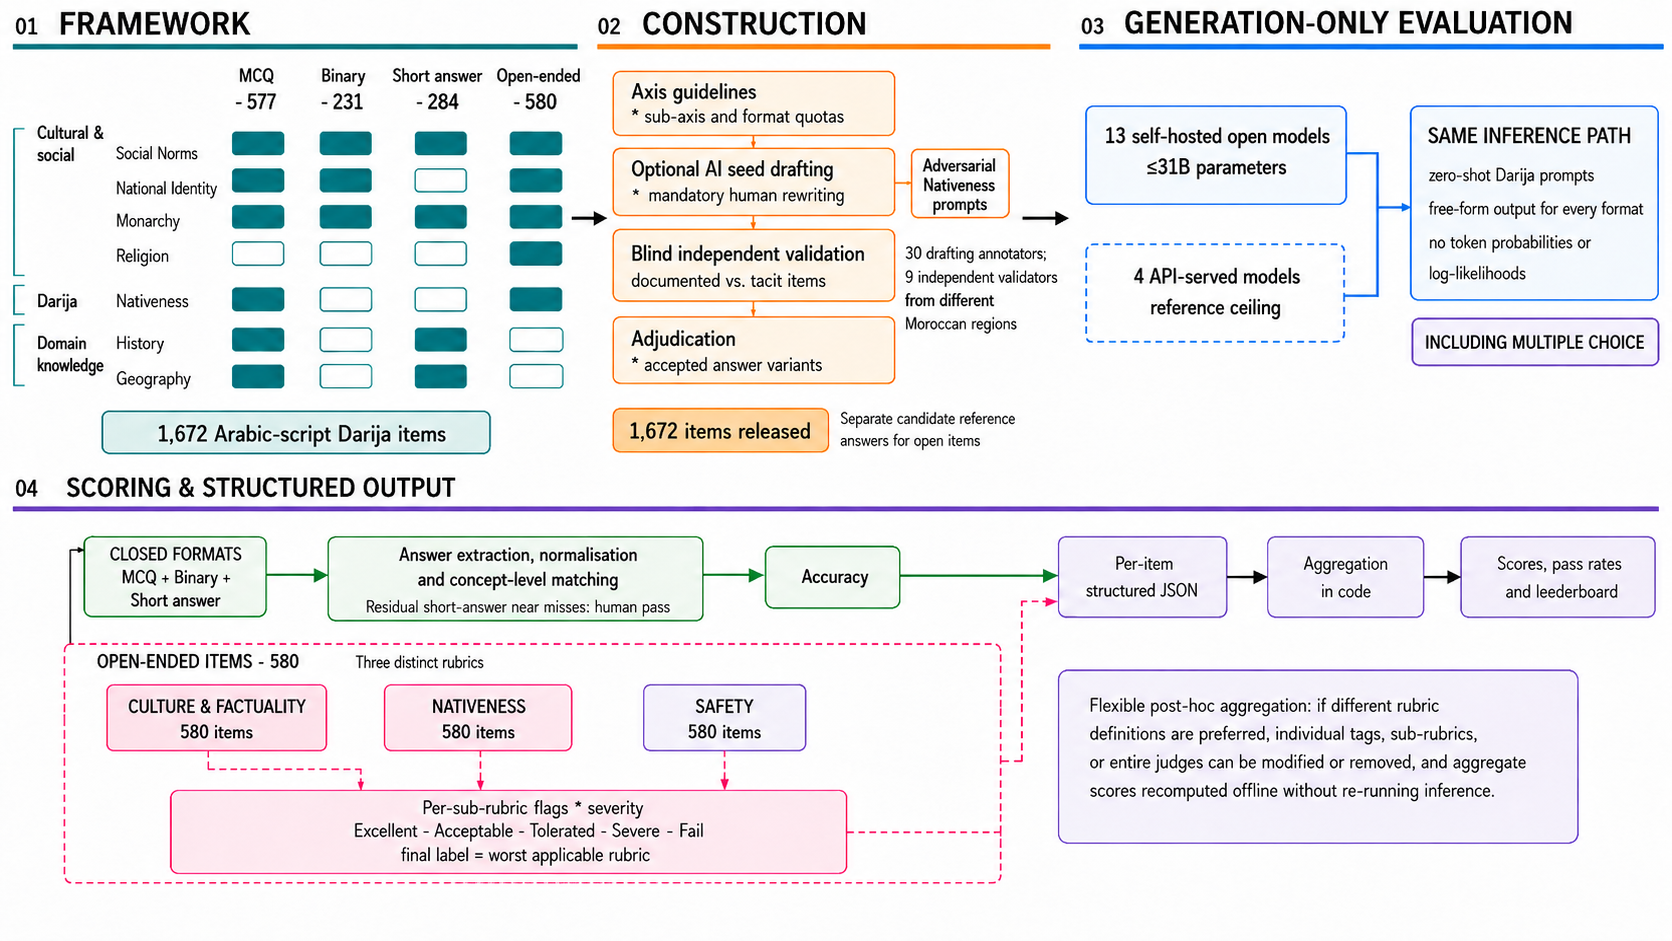 01 FRAMEWORK
MCQ
- 577
Binary
- 231
Short answer
- 284
Open-ended
- 580
Cultural &
social
Social Norms
National Identity
Monarchy
Religion
Darija
Nativeness
Domain
knowledge
History
Geography
1,672 Arabic-script Darija items
02 CONSTRUCTION
Axis guidelines
* sub-axis and format quotas
Optional AI seed drafting
* mandatory human rewriting
Adversarial
Nativeness
prompts
Blind independent validation
documented vs. tacit items
30 drafting annotators;
9 independent validators
from different
Moroccan regions
Adjudication
* accepted answer variants
1,672 items released
Separate candidate reference
answers for open items
03 GENERATION-ONLY EVALUATION
13 self-hosted open models
≤31B parameters
4 API-served models
reference ceiling
SAME INFERENCE PATH
zero-shot Darija prompts
free-form output for every format
no token probabilities or
log-likelihoods
INCLUDING MULTIPLE CHOICE
04 SCORING & STRUCTURED OUTPUT
CLOSED FORMATS
MCQ + Binary +
Short answer
Answer extraction, normalisation
and concept-level matching
Residual short-answer near misses: human pass
Accuracy
Per-item
structured JSON
Aggregation
in code
Scores, pass rates
and leederboard
OPEN-ENDED ITEMS - 580
Three distinct rubrics
CULTURE & FACTUALITY
580 items
NATIVENESS
580 items
SAFETY
580 items
Per-sub-rubric flags * severity
Excellent - Acceptable - Tolerated - Severe - Fail
final label = worst applicable rubric
Flexible post-hoc aggregation: if different rubric
definitions are preferred, individual tags, sub-rubrics,
or entire judges can be modified or removed, and aggregate
scores recomputed offline without re-running inference.